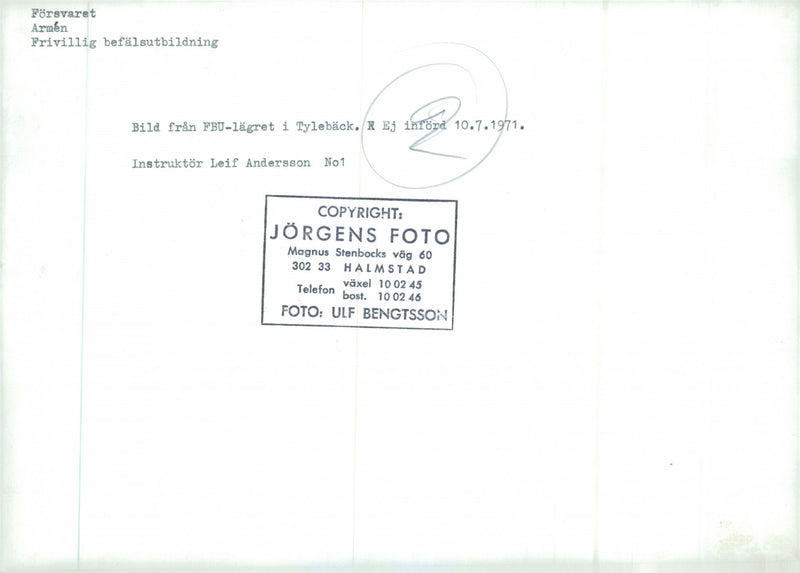 Försvaret
Armén
Frivillig befälsutbildning
Bild från FBU-lägret i Tylebäck. X Ej införd 10.7.1971.
2
Instruktör Leif Andersson No1
COPYRIGHT:
JÖRGENS FOTO
Magnus Stenbocks väg 60
302 33 HALMSTAD
Telefon växel 10 02 45
bost. 10 02 46
FOTO: ULF BENGTSSON